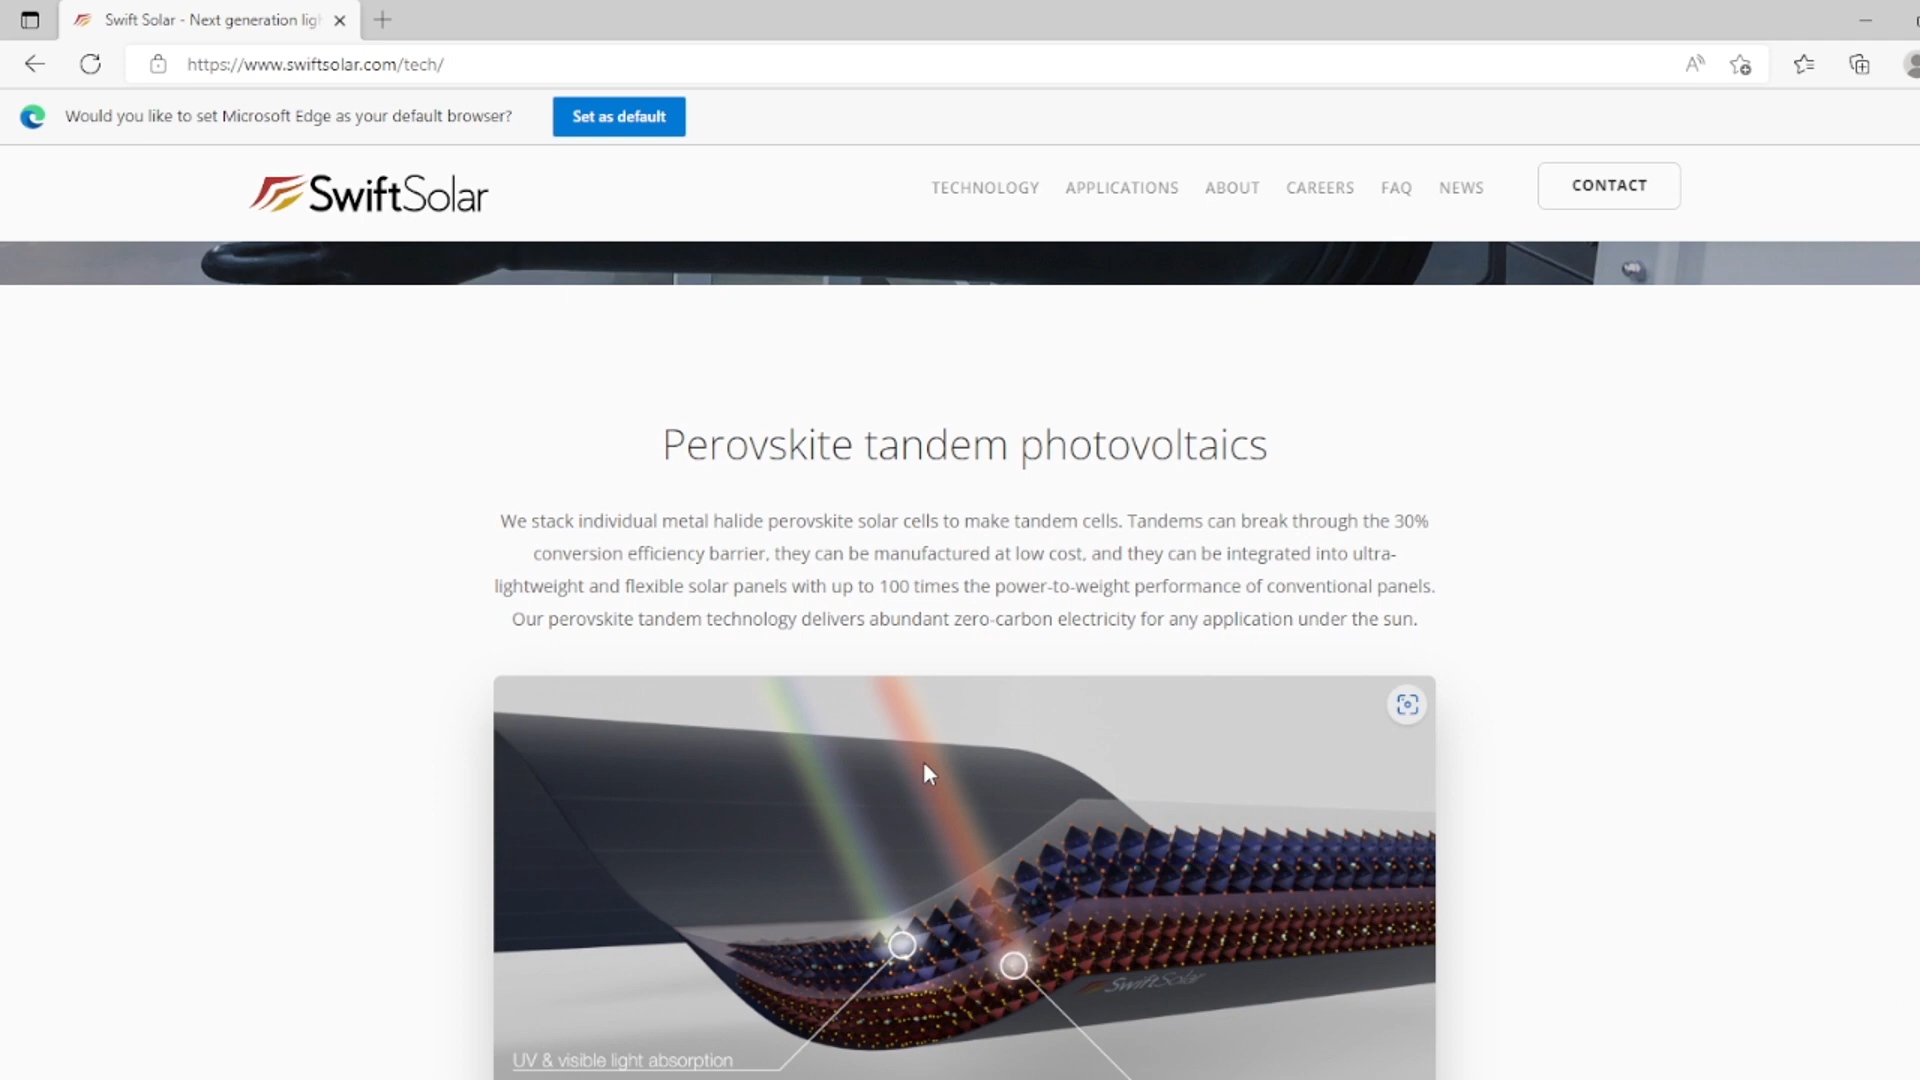 Swift Solar - Next generation lig
https://www.swiftsolar.com/tech/
Would you like to set Microsoft Edge as your default browser?
Set as default
SwiftSolar
TECHNOLOGY
APPLICATIONS
ABOUT
CAREERS
FAQ
NEWS
CONTACT
Perovskite tandem photovoltaics
We stack individual metal halide perovskite solar cells to make tandem cells. Tandems can break through the 30%
conversion efficiency barrier, they can be manufactured at low cost, and they can be integrated into ultra-
lightweight and flexible solar panels with up to 100 times the power-to-weight performance of conventional panels.
Our perovskite tandem technology delivers abundant zero-carbon electricity for any application under the sun.
SwiftSolar
UV & visible light absorption